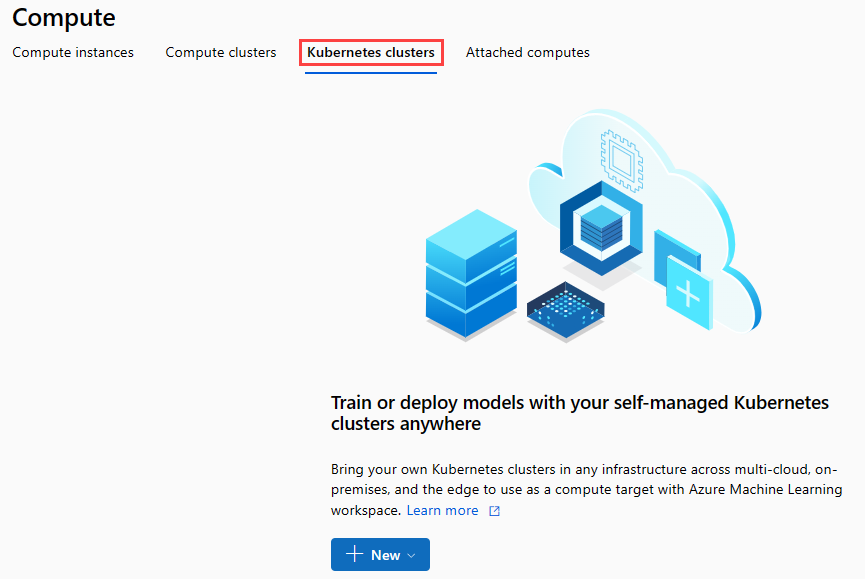 Compute
Compute instances Compute clusters Kubernetes clusters Attached computes
Train or deploy models with your self-managed Kubernetes
clusters anywhere
Bring your own Kubernetes clusters in any infrastructure across multi-cloud, on-
premises, and the edge to use as a compute target with Azure Machine Learning
workspace. Learn more
New